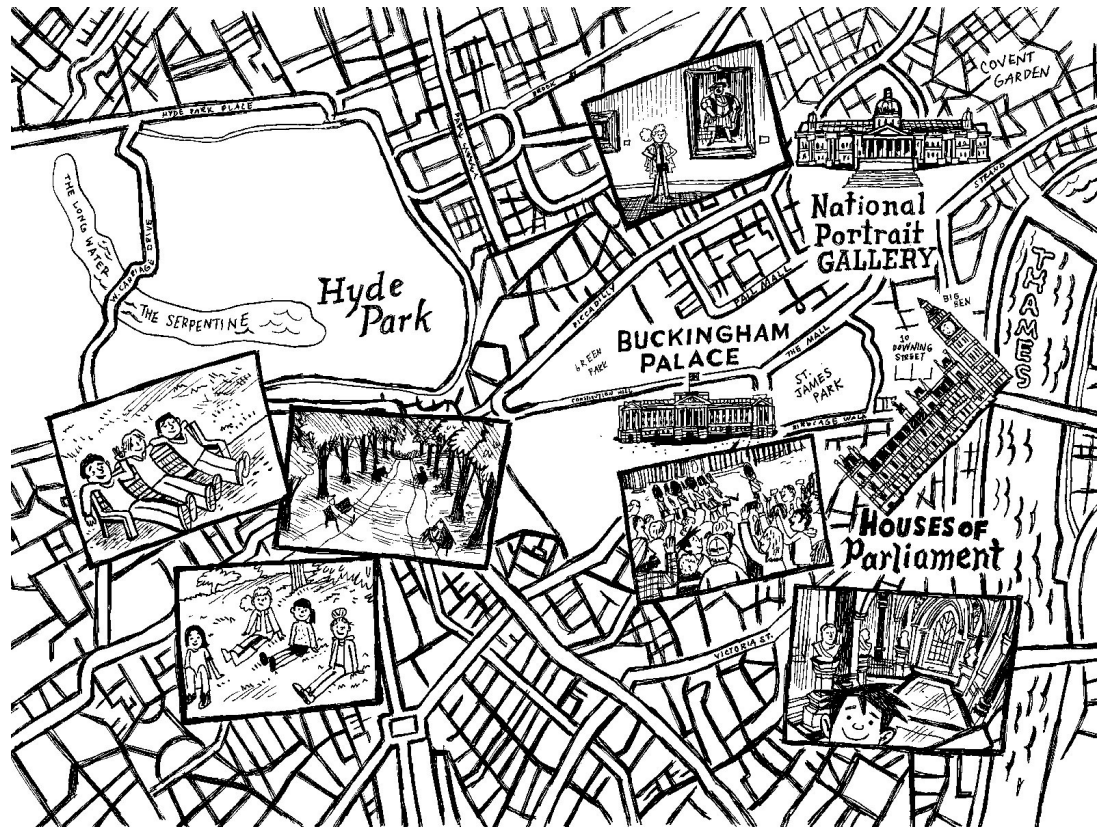 COVENT
GARDEN
HYDE PARK PLACE
BROOK
PARK
STRAND
THE LONG WATER
W CARRIAGE DRIVE
National
Portrait
GALLERY
THAMES
Hyde
Park
THE SERPENTINE
PICCADILLY
PALL MALL
BIG
BEN
10
DOWNING
STREET
BUCKINGHAM
PALACE
THE MALL
GREEN
PARK
ST.
JAMES
PARK
CONSTITUTION HILL
BIRDCAGE WALK
HOUSES OF
Parliament
VICTORIA ST.